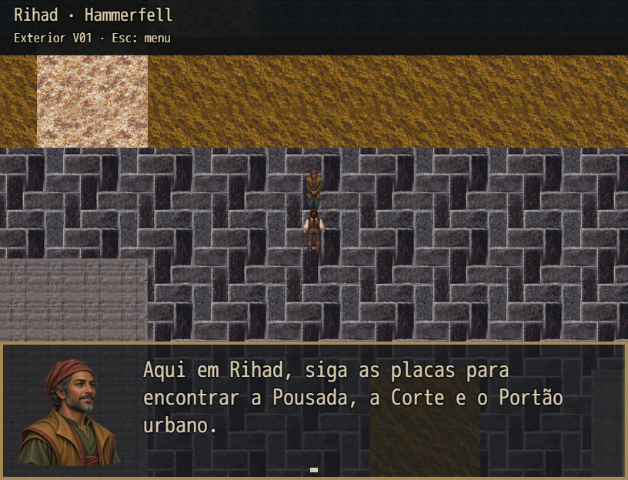 Rihad · Hammerfell
Exterior V01 · Esc: menu
Aqui em Rihad, siga as placas para
encontrar a Pousada, a Corte e o Portão
urbano.